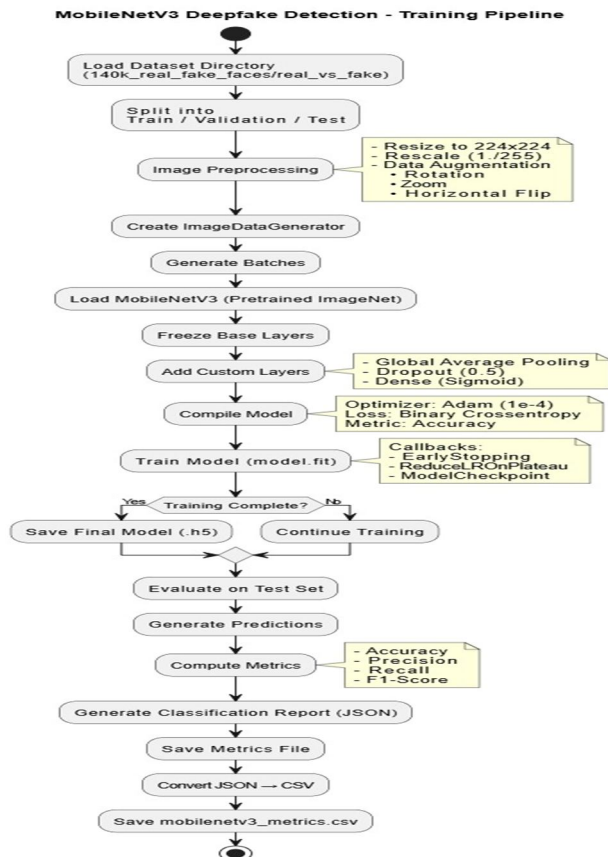 MobileNetV3 Deepfake Detection - Training Pipeline
Load Dataset Directory
(140k_real_fake_faces/real_vs_fake)
Split into
Train / Validation / Test
Image Preprocessing
- Resize to 224x224
- Rescale (1./255)
- Data Augmentation
• Rotation
• Zoom
• Horizontal Flip
Create ImageDataGenerator
Generate Batches
Load MobileNetV3 (Pretrained ImageNet)
Freeze Base Layers
Add Custom Layers
- Global Average Pooling
- Dropout (0.5)
- Dense (Sigmoid)
Compile Model
Optimizer: Adam (1e-4)
Loss: Binary Crossentropy
Metric: Accuracy
Train Model (model.fit)
Callbacks:
- EarlyStopping
- ReduceLROnPlateau
- ModelCheckpoint
Yes
Training Complete?
No
Save Final Model (.h5)
Continue Training
Evaluate on Test Set
Generate Predictions
Compute Metrics
- Accuracy
- Precision
- Recall
- F1-Score
Generate Classification Report (JSON)
Save Metrics File
Convert JSON → CSV
Save mobilenetv3_metrics.csv